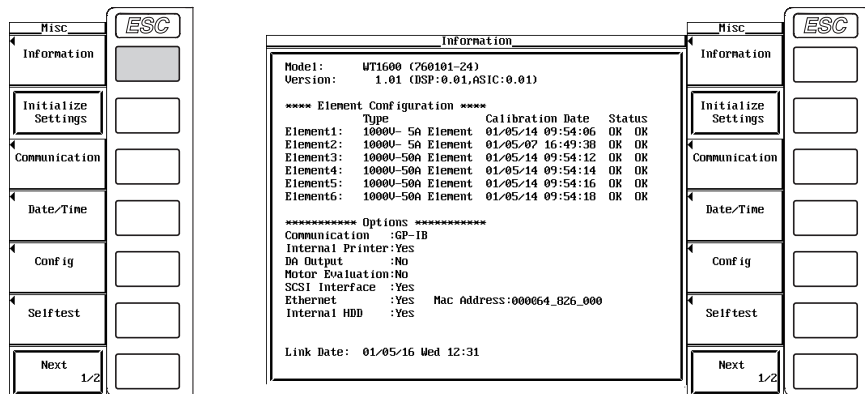 Misc
ESC
Information
Initialize
Settings
Communication
Date/Time
Config
Selftest
Next
1/2
Information
Model: WT1600 (760101-24)
Version: 1.01 (DSP:0.01,ASIC:0.01)
**** Element Configuration ****
Type Calibration Date Status
Element1: 1000V- 5A Element 01/05/14 09:54:06 OK OK
Element2: 1000V- 5A Element 01/05/07 16:49:38 OK OK
Element3: 1000V-50A Element 01/05/14 09:54:12 OK OK
Element4: 1000V-50A Element 01/05/14 09:54:14 OK OK
Element5: 1000V-50A Element 01/05/14 09:54:16 OK OK
Element6: 1000V-50A Element 01/05/14 09:54:18 OK OK
*********** Options ***********
Communication :GP-IB
Internal Printer:Yes
DA Output :No
Motor Evaluation:No
SCSI Interface :Yes
Ethernet :Yes Mac Address:000064_826_000
Internal HDD :Yes
Link Date: 01/05/16 Wed 12:31
Misc
ESC
Information
Initialize
Settings
Communication
Date/Time
Config
Selftest
Next
1/2